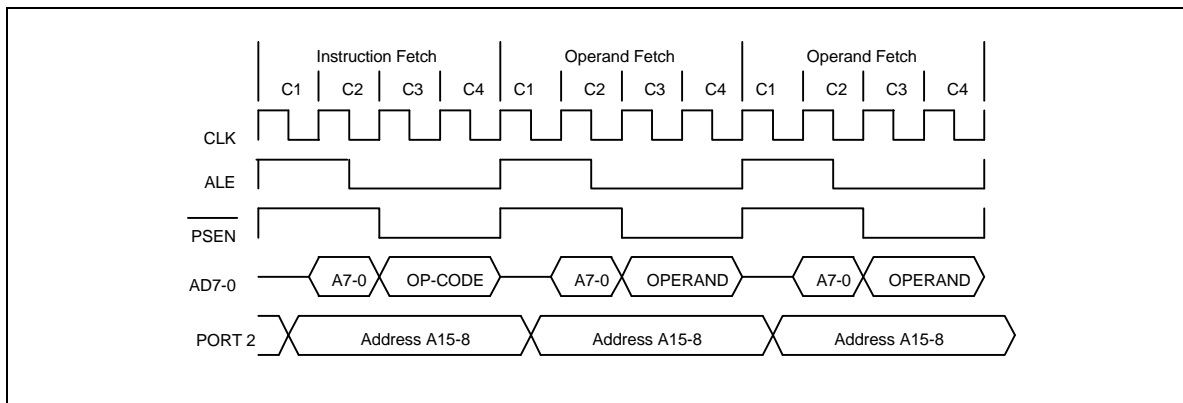 Instruction Fetch Operand Fetch Operand Fetch
C1 C2 C3 C4 C1 C2 C3 C4 C1 C2 C3 C4
CLK
ALE
PSEN
AD7-0 A7-0 OP-CODE A7-0 OPERAND A7-0 OPERAND
PORT 2 Address A15-8 Address A15-8 Address A15-8